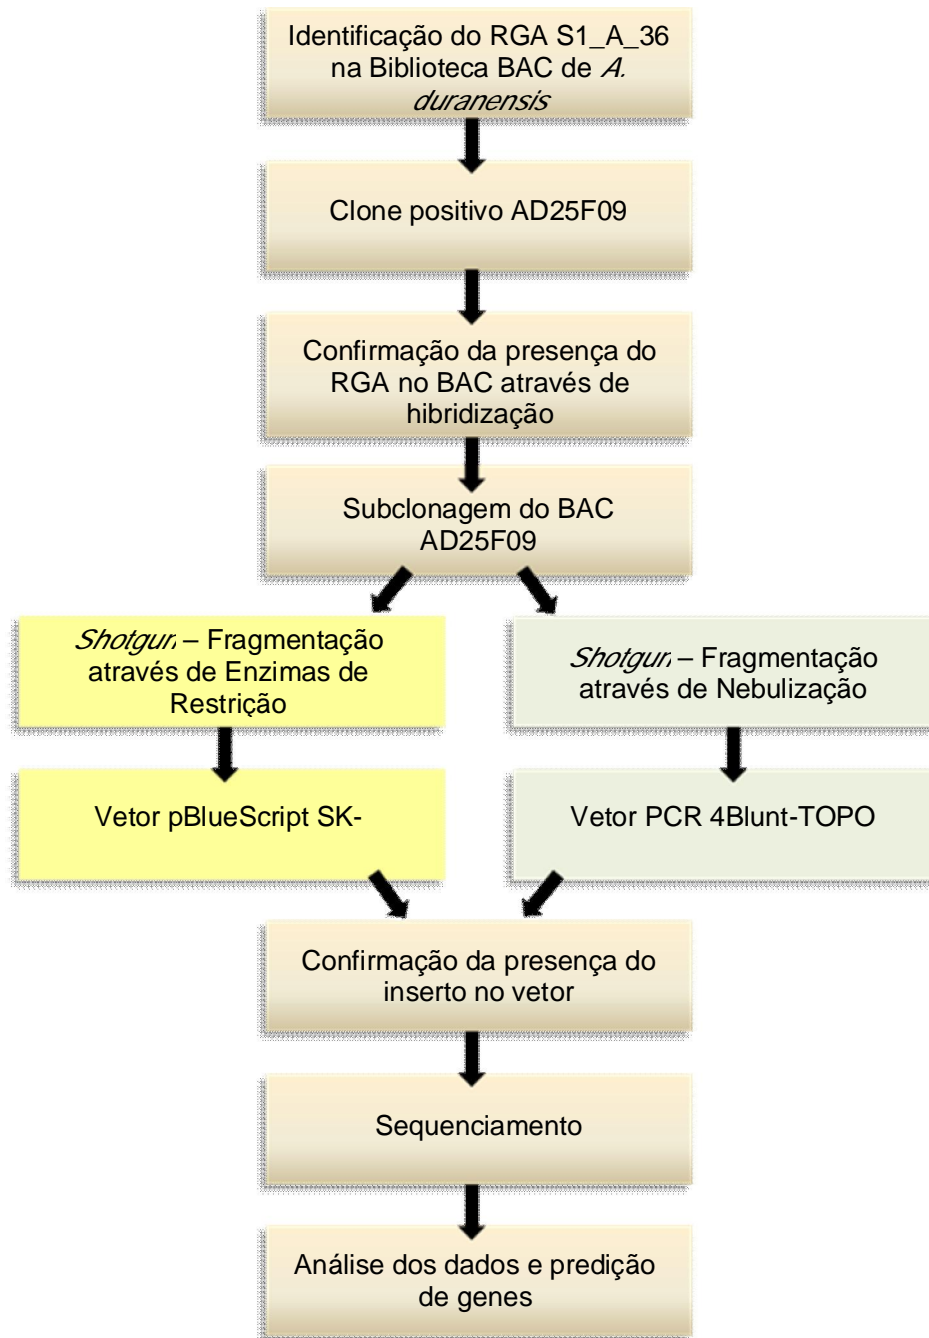 Identificação do RGA S1_A_36
na Biblioteca BAC de A.
duranensis
Clone positivo AD25F09
Confirmação da presença do
RGA no BAC através de
hibridização
Subclonagem do BAC
AD25F09
Shotgun – Fragmentação
através de Enzimas de
Restrição
Shotgun – Fragmentação
através de Nebulização
Vetor pBlueScript SK-
Vetor PCR 4Blunt-TOPO
Confirmação da presença do
inserto no vetor
Sequenciamento
Análise dos dados e predição
de genes